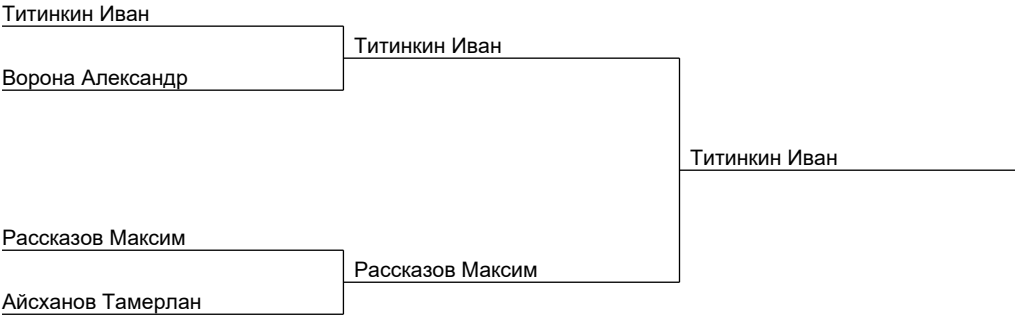 Титинкин Иван
Титинкин Иван
Ворона Александр
Титинкин Иван
Рассказов Максим
Рассказов Максим
Айсханов Тамерлан